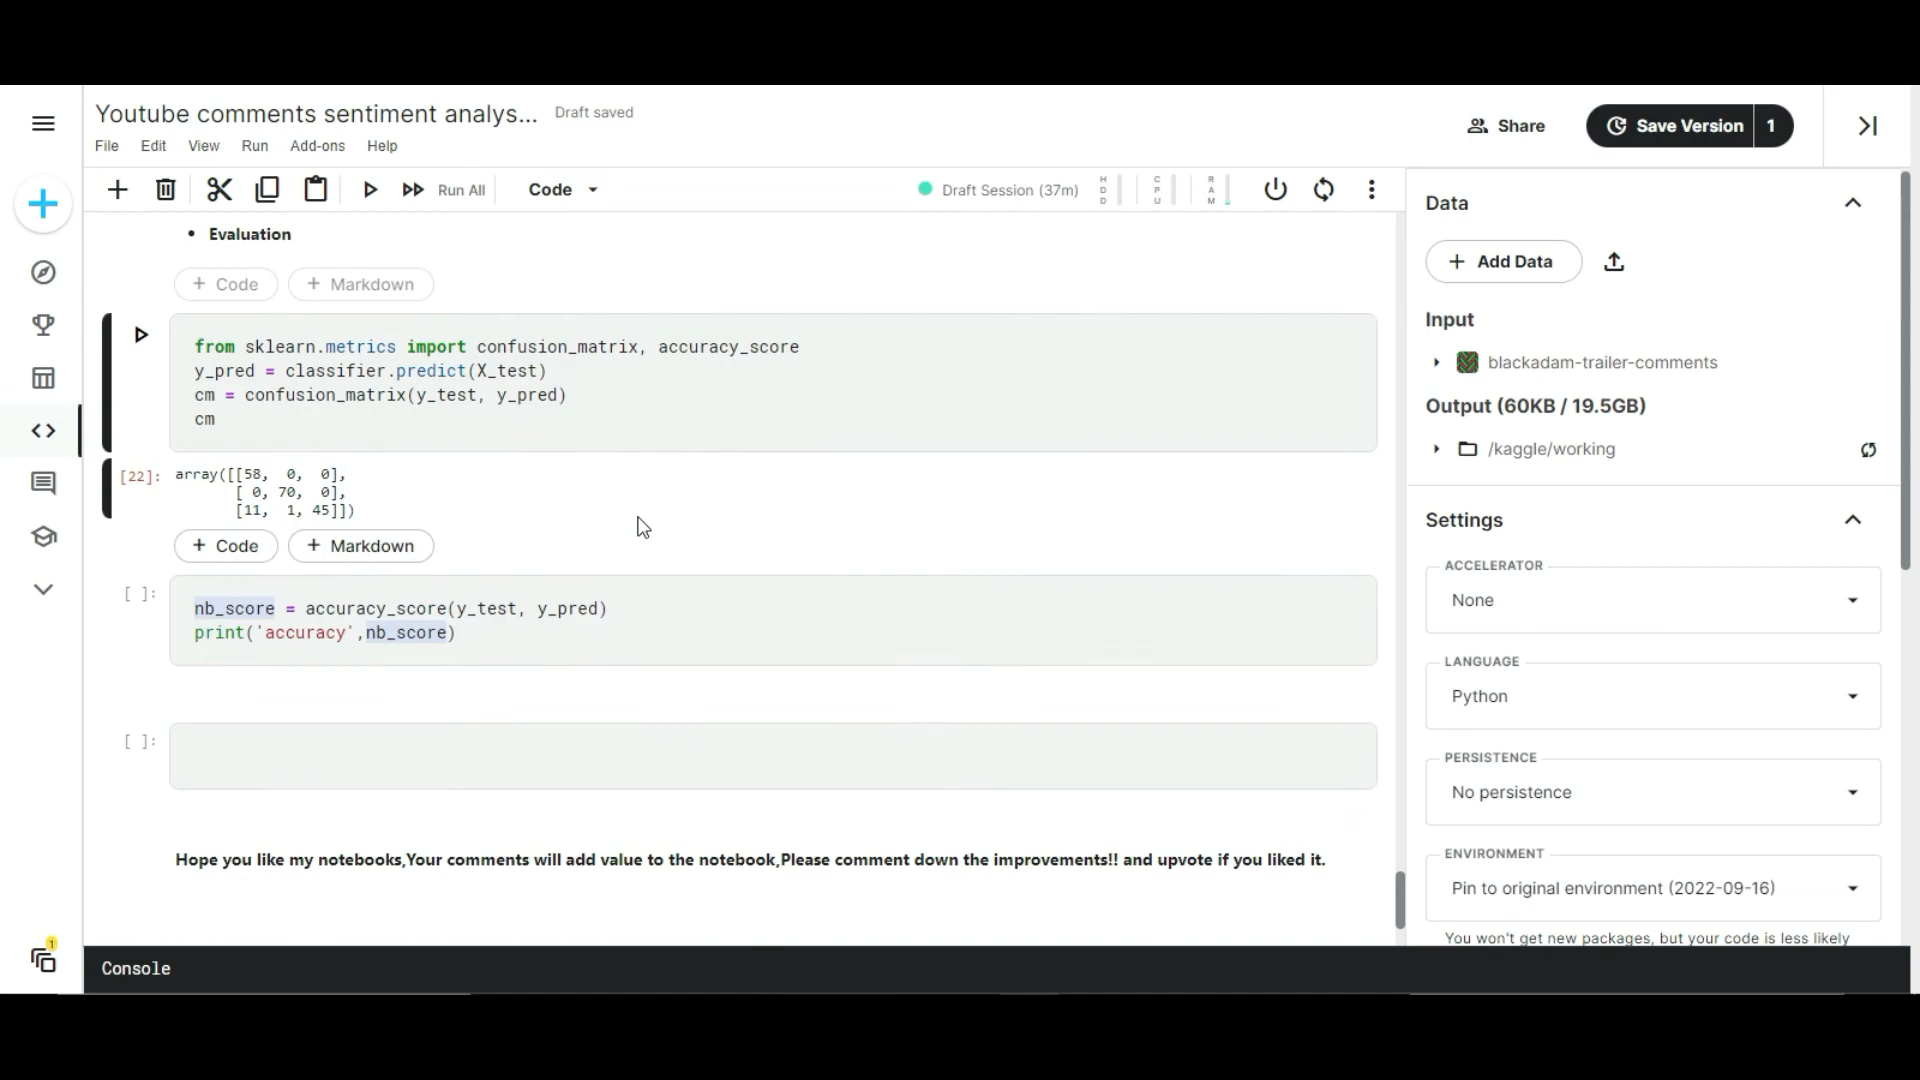 Youtube comments sentiment analys... Draft saved
File Edit View Run Add-ons Help
Share
Save Version 1
Run All
Code
Draft Session (37m)
HDD
CPU
RAM
• Evaluation
+ Code + Markdown
from sklearn.metrics import confusion_matrix, accuracy_score
y_pred = classifier.predict(X_test)
cm = confusion_matrix(y_test, y_pred)
cm
[22]: array([[58,  0,  0],
[ 0, 70,  0],
[11,  1, 45]])
+ Code + Markdown
[ ]:
nb_score = accuracy_score(y_test, y_pred)
print('accuracy',nb_score)
[ ]:
Hope you like my notebooks,Your comments will add value to the notebook,Please comment down the improvements!! and upvote if you liked it.
Data
+ Add Data
Input
blackadam-trailer-comments
Output (60KB / 19.5GB)
/kaggle/working
Settings
ACCELERATOR
None
LANGUAGE
Python
PERSISTENCE
No persistence
ENVIRONMENT
Pin to original environment (2022-09-16)
You won't get new packages, but your code is less likely
1
Console